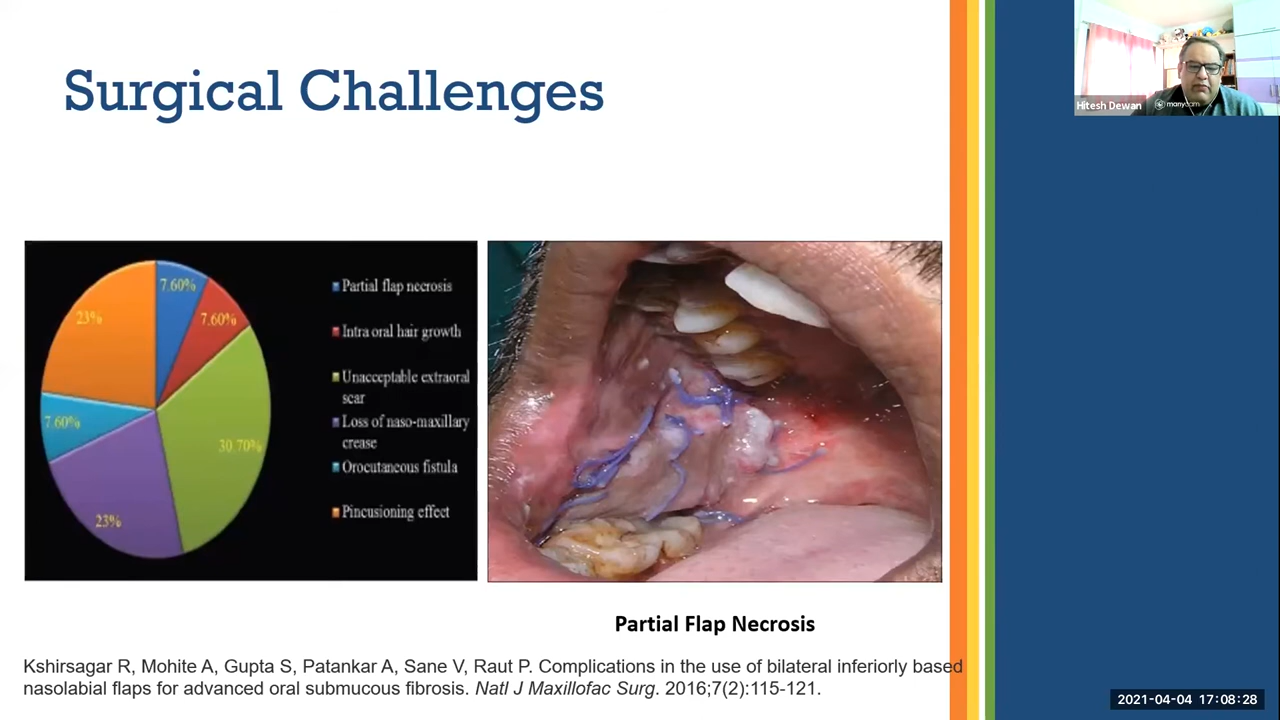 Surgical Challenges
Hitesh Dewan
manycam
7.60%
7.60%
30.70%
23%
7.60%
23%
Partial flap necrosis
Intra oral hair growth
Unacceptable extraoral
scar
Loss of naso-maxillary
crease
Orocutaneous fistula
Pincusioning effect
Partial Flap Necrosis
Kshirsagar R, Mohite A, Gupta S, Patankar A, Sane V, Raut P. Complications in the use of bilateral inferiorly based
nasolabial flaps for advanced oral submucous fibrosis. Natl J Maxillofac Surg. 2016;7(2):115-121.
2021-04-04 17:08:28